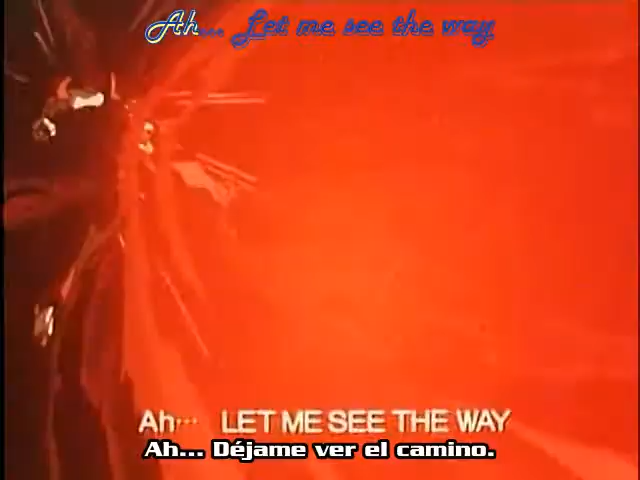 Ah... Let me see the way
Ah… LET ME SEE THE WAY
Ah... Déjame ver el camino.